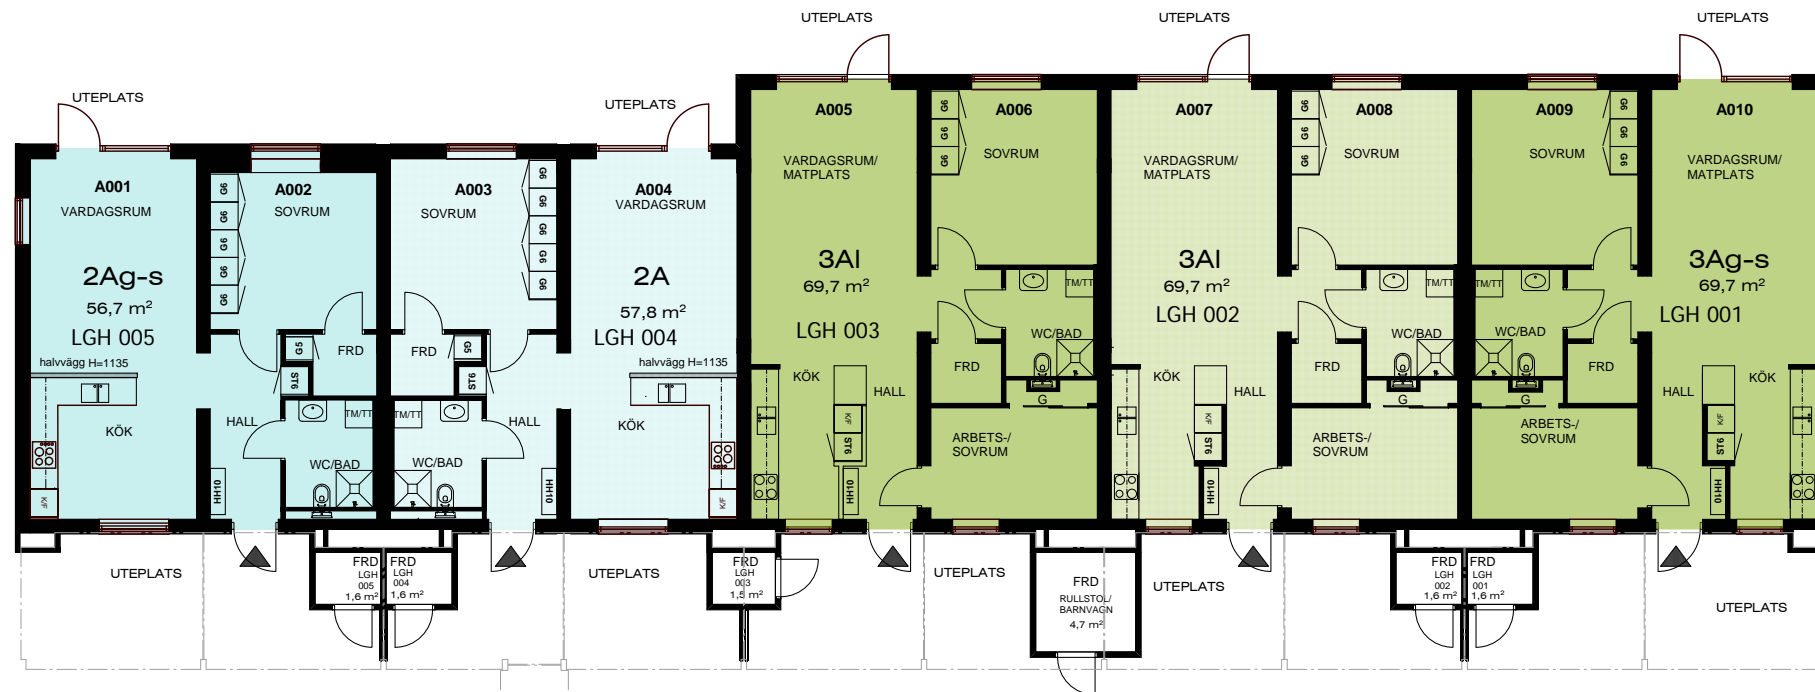 UTEPLATS
UTEPLATS
UTEPLATS
UTEPLATS
UTEPLATS
A001
VARDAGSRUM
2Ag-s
56,7 m²
LGH 005
halvvägg H=1135
KÖK
K/F
A002
SOVRUM
G6
G6
G6
G6
G6
G5
FRD
ST6
HALL
TM/TT
WC/BAD
HH10
A003
SOVRUM
G6
G6
G6
G6
G6
FRD
G5
ST6
TM/TT
HALL
WC/BAD
HH10
A004
VARDAGSRUM
2A
57,8 m²
LGH 004
halvvägg H=1135
KÖK
K/F
A005
VARDAGSRUM/
MATPLATS
3Al
69,7 m²
LGH 003
KÖK
HALL
K/F
ST6
HH10
A006
G6
G6
G6
SOVRUM
TM/TT
WC/BAD
FRD
G
ARBETS-/
SOVRUM
A007
VARDAGSRUM/
MATPLATS
3Al
69,7 m²
LGH 002
KÖK
HALL
K/F
ST6
HH10
A008
G6
G6
G6
SOVRUM
TM/TT
WC/BAD
FRD
G
ARBETS-/
SOVRUM
A009
SOVRUM
G6
G6
G6
TM/TT
WC/BAD
FRD
G
ARBETS-/
SOVRUM
A010
VARDAGSRUM/
MATPLATS
3Ag-s
69,7 m²
LGH 001
KÖK
HALL
K/F
ST6
HH10
UTEPLATS
FRD
LGH
005
1,6 m²
FRD
LGH
004
1,6 m²
UTEPLATS
FRD
LGH
003
1,5 m²
UTEPLATS
FRD
RULLSTOL/
BARNVAGN
4,7 m²
UTEPLATS
FRD
LGH
002
1,6 m²
FRD
LGH
001
1,6 m²
UTEPLATS